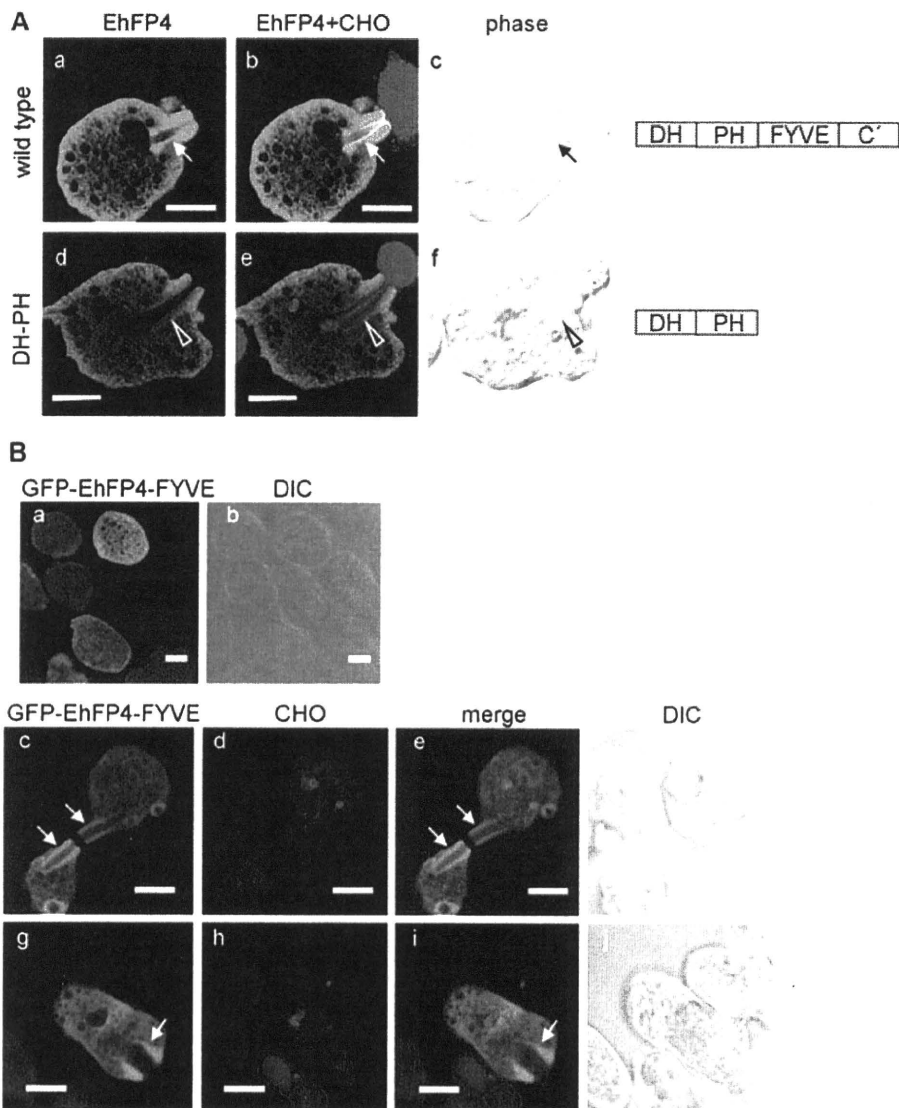 A
EhFP4 EhFP4+CHO phase
wild type
a b c
DH PH FYVE C´
DH-PH
d e f
DH PH
B
GFP-EhFP4-FYVE DIC
a b
GFP-EhFP4-FYVE CHO merge DIC
c d e
g h i